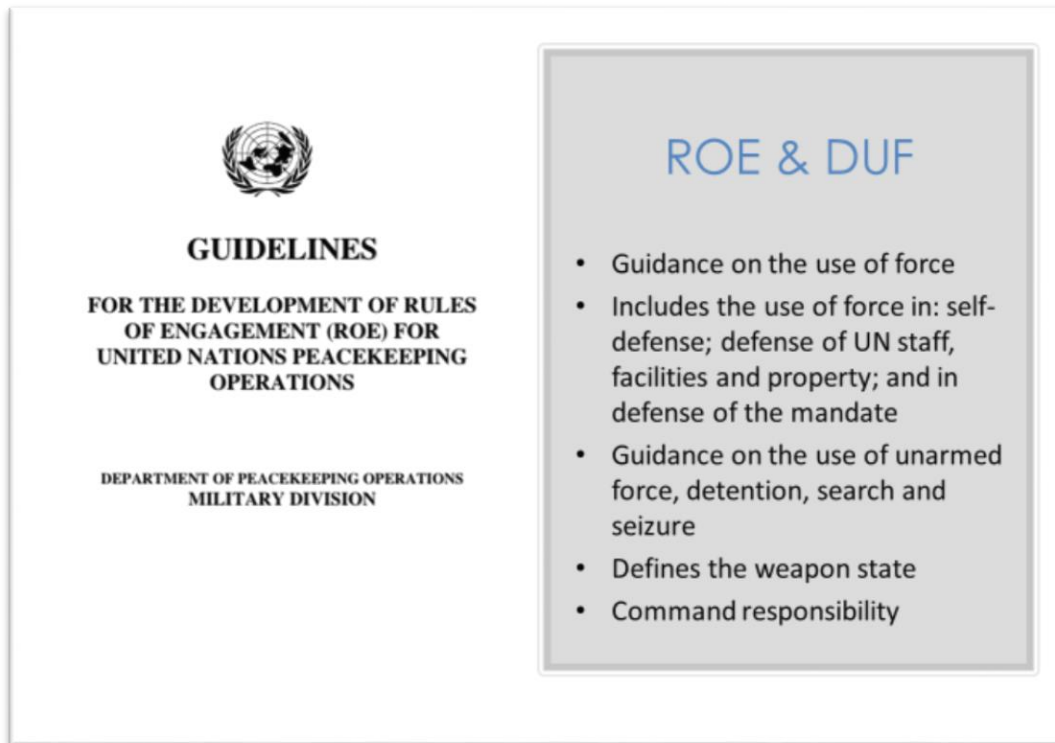 GUIDELINES
FOR THE DEVELOPMENT OF RULES
OF ENGAGEMENT (ROE) FOR
UNITED NATIONS PEACEKEEPING
OPERATIONS
DEPARTMENT OF PEACEKEEPING OPERATIONS
MILITARY DIVISION
ROE & DUF
• Guidance on the use of force
• Includes the use of force in: self-
defense; defense of UN staff,
facilities and property; and in
defense of the mandate
• Guidance on the use of unarmed
force, detention, search and
seizure
• Defines the weapon state
• Command responsibility